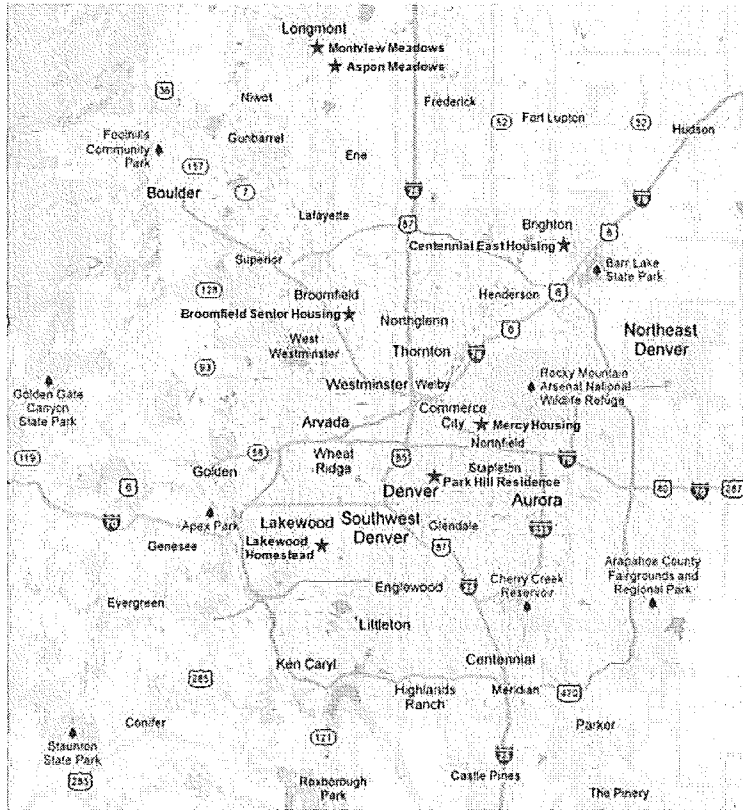 Longmont
Montview Meadows
Aspen Meadows
36
Niwot
Frederick
52
Fort Lupton
52
Hudson
Foothills
Community
Park
Gunbarrel
Erie
157
Boulder
7
25
76
Lafayette
87
Brighton
6
Centennial East Housing
Superior
Barr Lake
State Park
128
Broomfield
Henderson
6
Broomfield Senior Housing
Northglenn
6
Northeast
Denver
West
Westminster
Thornton
76
93
Rocky Mountain
Arsenal National
Wildlife Refuge
Golden Gate
Canyon
State Park
Westminster
Welby
Commerce
City
Mercy Housing
Arvada
Northfield
119
58
Wheat
Ridge
85
70
Golden
Stapleton
Park Hill Residence
6
Denver
Aurora
80
70
287
70
Apex Park
Lakewood
Southwest
Denver
Glendale
225
Genesee
Lakewood
Homestead
87
Arapahoe County
Fairgrounds and
Regional Park
Englewood
25
Cherry Creek
Reservoir
Evergreen
Littleton
Ken Caryl
Centennial
285
Highlands
Ranch
Meridian
470
Conifer
Parker
Staunton
State Park
121
25
285
Roxborough
Park
Castle Pines
The Pinery